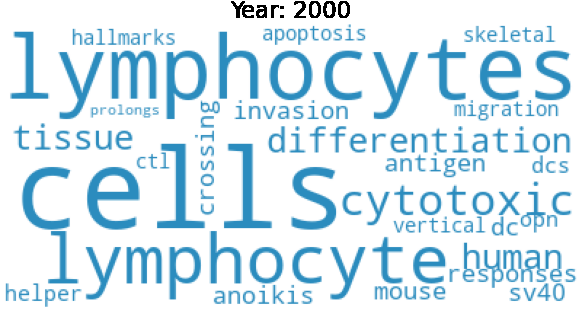 Year: 2000
hallmarks apoptosis skeletal
lymphocytes
prolongs crossing invasion migration
tissue differentiation
ctl antigen dcs
cells cytotoxic
vertical dc opn
lymphocyte human
responses
helper anoikis mouse sv40